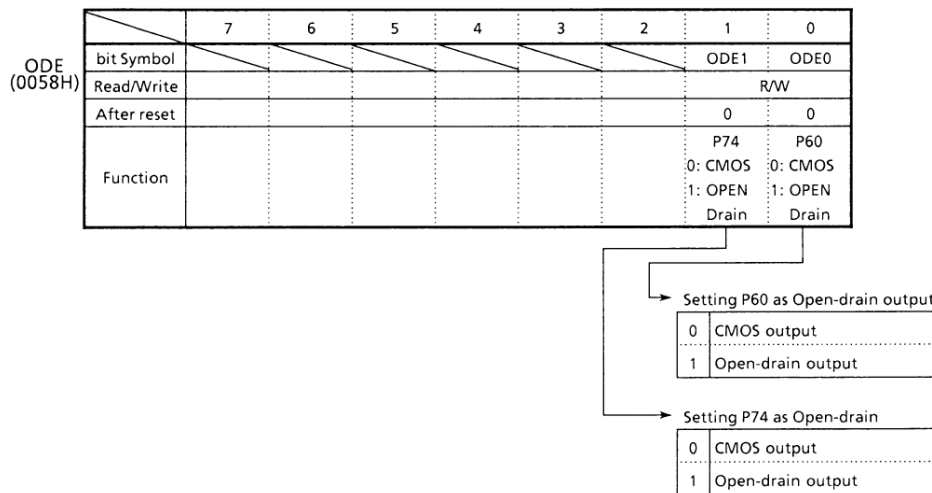 7 6 5 4 3 2 1 0
ODE
(0058H)
bit Symbol ODE1 ODE0
Read/Write R/W
After reset 0 0
Function
P74 P60
0: CMOS 0: CMOS
1: OPEN 1: OPEN
Drain Drain
Setting P60 as Open-drain output
0 CMOS output
1 Open-drain output
Setting P74 as Open-drain
0 CMOS output
1 Open-drain output